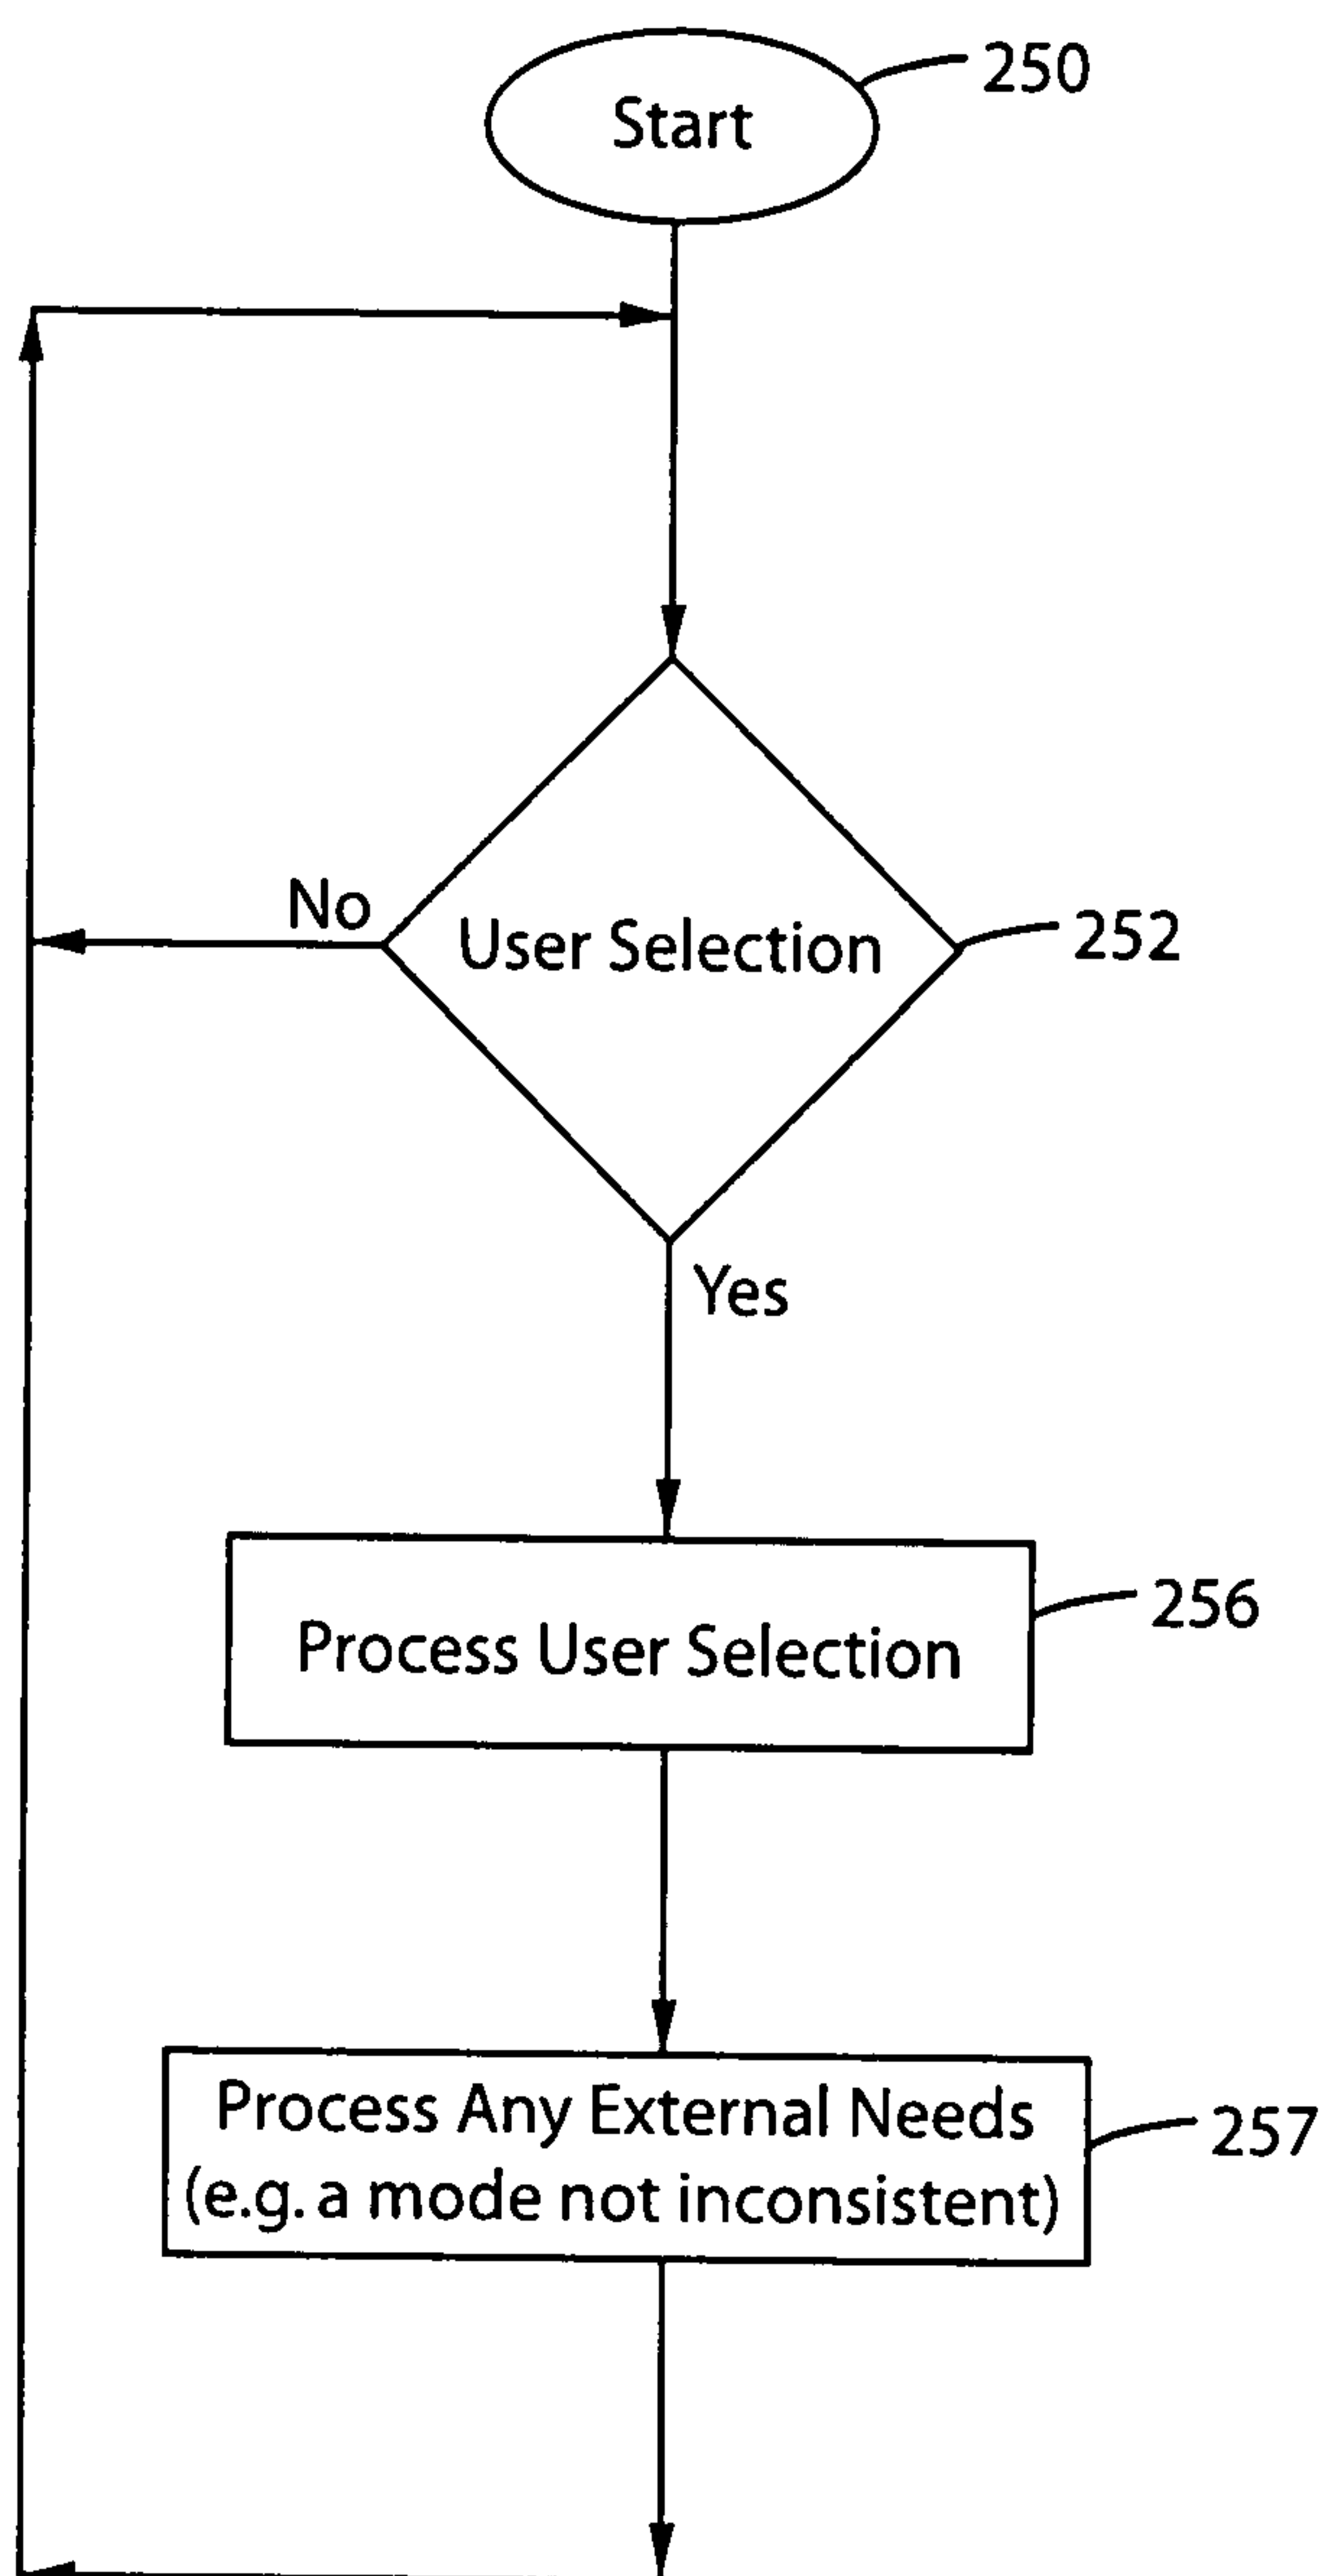 Start
250
No
User Selection
252
Yes
Process User Selection
256
Process Any External Needs
(e.g. a mode not inconsistent)
257